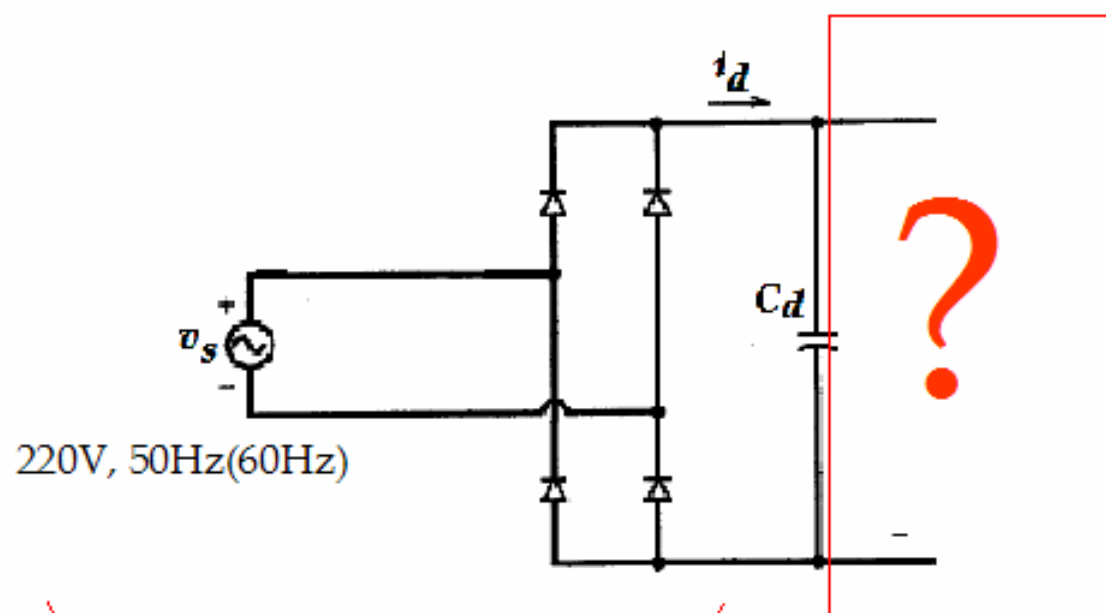 i_d
?
C_d
+
v_s
−
220V, 50Hz(60Hz)
−